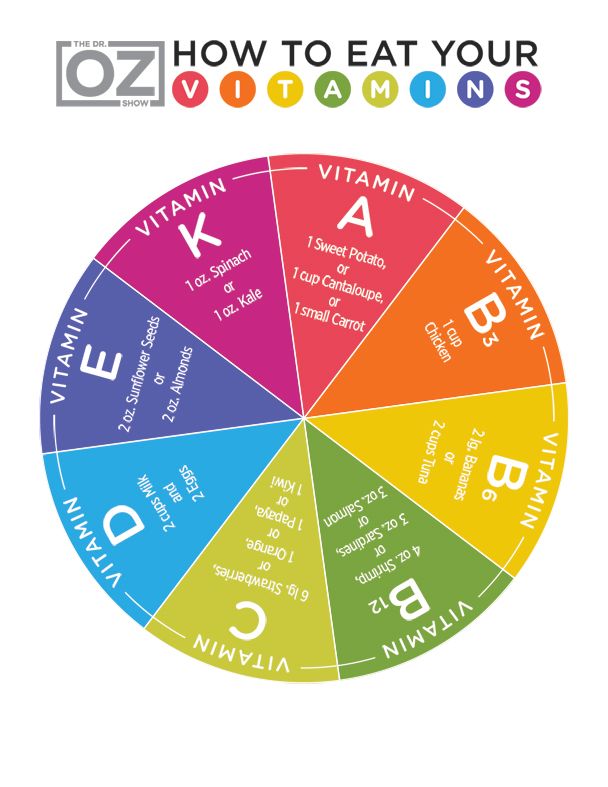 THE DR.
OZ
SHOW
HOW TO EAT YOUR
VITAMINS
VITAMIN
A
1 Sweet Potato,
or
1 cup Cantaloupe,
or
1 small Carrot
VITAMIN
B3
1 cup
Chicken
VITAMIN
B6
2 lg. Bananas
or
2 cups Tuna
VITAMIN
B12
4 oz. Shrimp,
or
3 oz. Sardines,
or
3 oz. Salmon
VITAMIN
C
6 lg. Strawberries,
or
1 Orange,
or
1 Papaya,
or
1 Kiwi
VITAMIN
D
2 cups Milk
and
2 Eggs
VITAMIN
E
2 oz. Sunflower Seeds
or
2 oz. Almonds
VITAMIN
K
1 oz. Spinach
or
1 oz. Kale